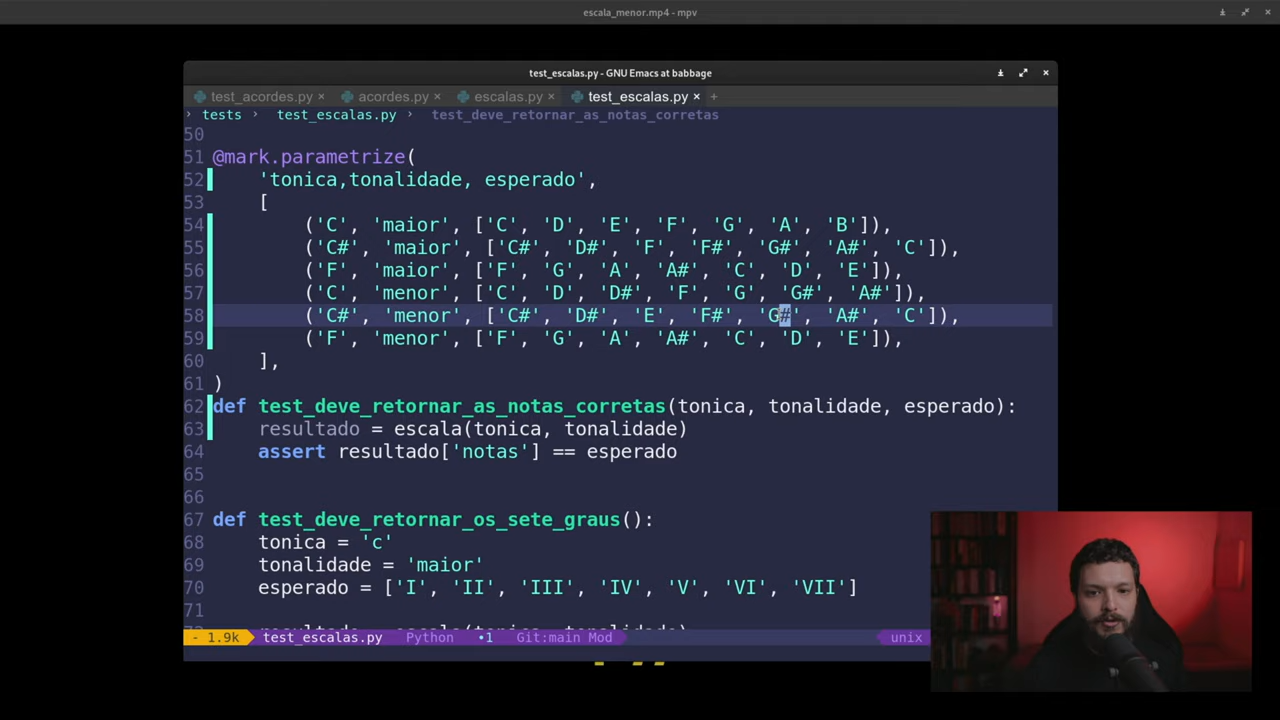 escala_menor.mp4 - mpv
test_escalas.py - GNU Emacs at babbage
test_acordes.py × acordes.py × escalas.py × test_escalas.py × +
› tests › test_escalas.py › test_deve_retornar_as_notas_corretas
50
51 @mark.parametrize(
52 'tonica,tonalidade, esperado',
53 [
54 ('C', 'maior', ['C', 'D', 'E', 'F', 'G', 'A', 'B']),
55 ('C#', 'maior', ['C#', 'D#', 'F', 'F#', 'G#', 'A#', 'C']),
56 ('F', 'maior', ['F', 'G', 'A', 'A#', 'C', 'D', 'E']),
57 ('C', 'menor', ['C', 'D', 'D#', 'F', 'G', 'G#', 'A#']),
58 ('C#', 'menor', ['C#', 'D#', 'E', 'F#', 'G#', 'A#', 'C']),
59 ('F', 'menor', ['F', 'G', 'A', 'A#', 'C', 'D', 'E']),
60 ],
61 )
62 def test_deve_retornar_as_notas_corretas(tonica, tonalidade, esperado):
63 resultado = escala(tonica, tonalidade)
64 assert resultado['notas'] == esperado
65
66
67 def test_deve_retornar_os_sete_graus():
68 tonica = 'c'
69 tonalidade = 'maior'
70 esperado = ['I', 'II', 'III', 'IV', 'V', 'VI', 'VII']
71
- 1.9k test_escalas.py Python •1 Git:main Mod unix